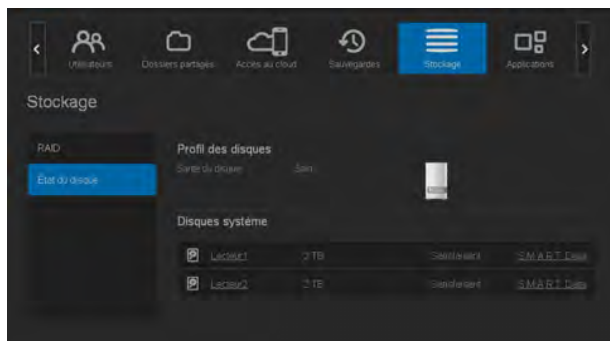 Utilisateurs
Dossiers partagés
Accès au cloud
Sauvegardes
Stockage
Applications
Stockage
RAID
État du disque
Profil des disques
Santé du disque
Sain
Disques système
Lecteur1 2 TB Satisfaisant S.M.A.R.T. Data
Lecteur2 2 TB Satisfaisant S.M.A.R.T. Data